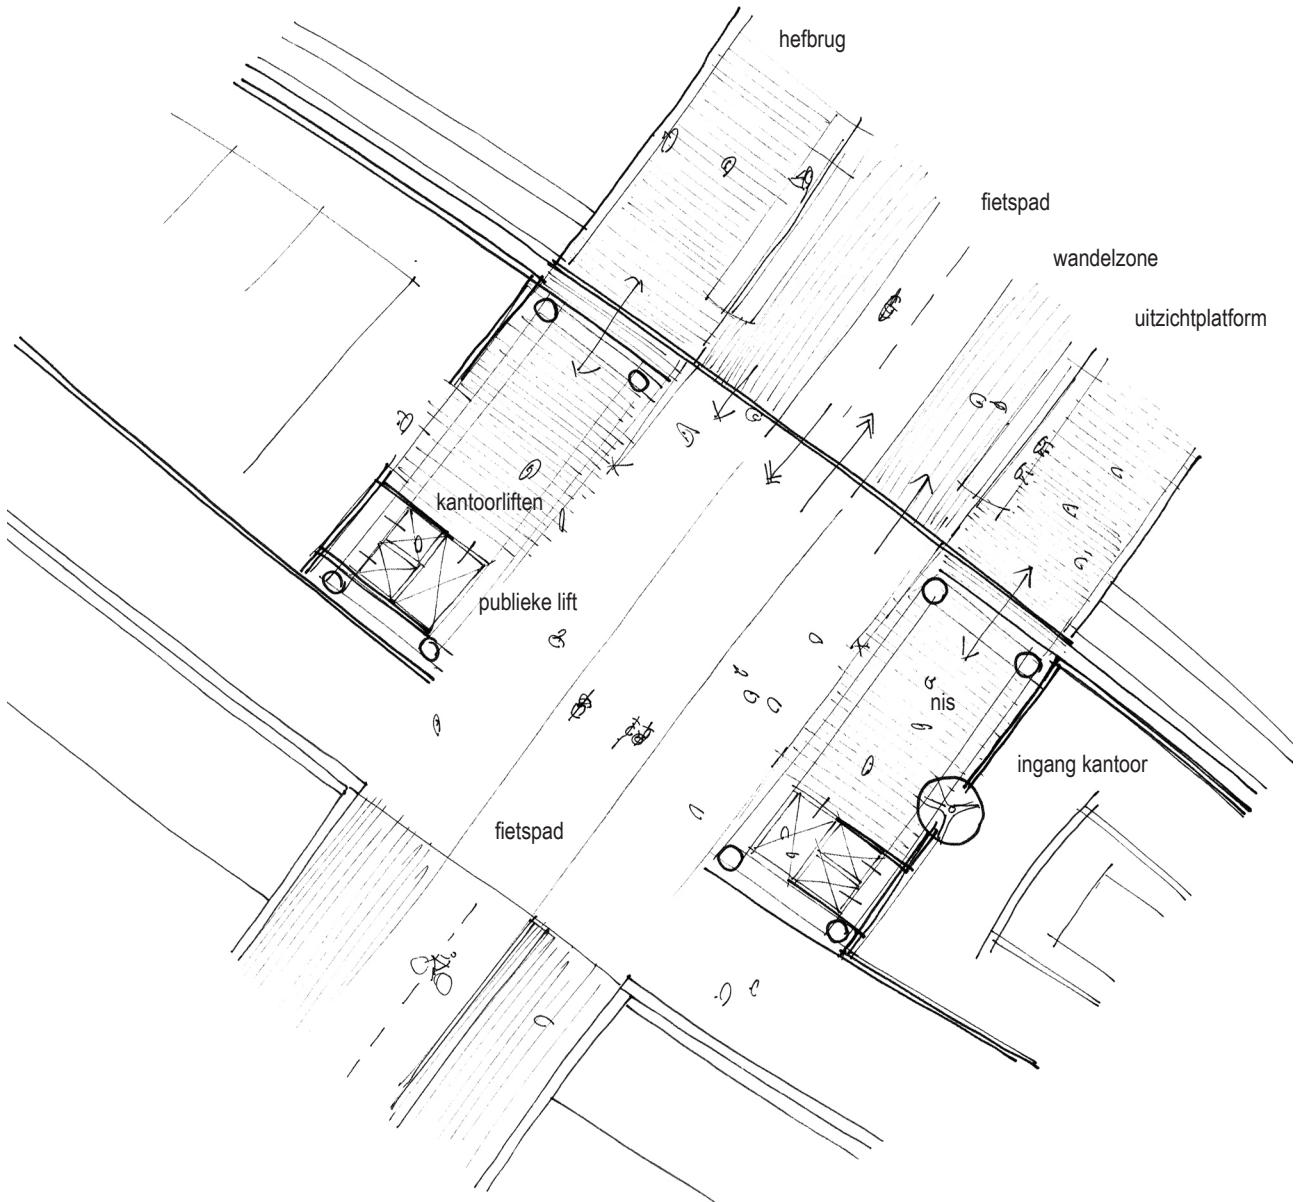 hefbrug
fietspad
wandelzone
uitzichtplatform
kantoorliften
publieke lift
nis
ingang kantoor
fietspad